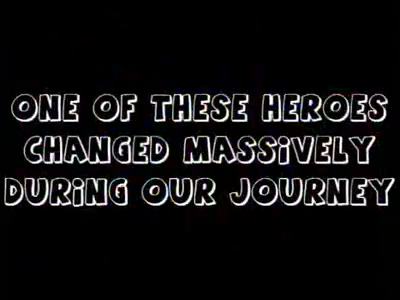 ONE OF THESE HEROES
CHANGED MASSiVELY
DURiNG OUR JOURNEY